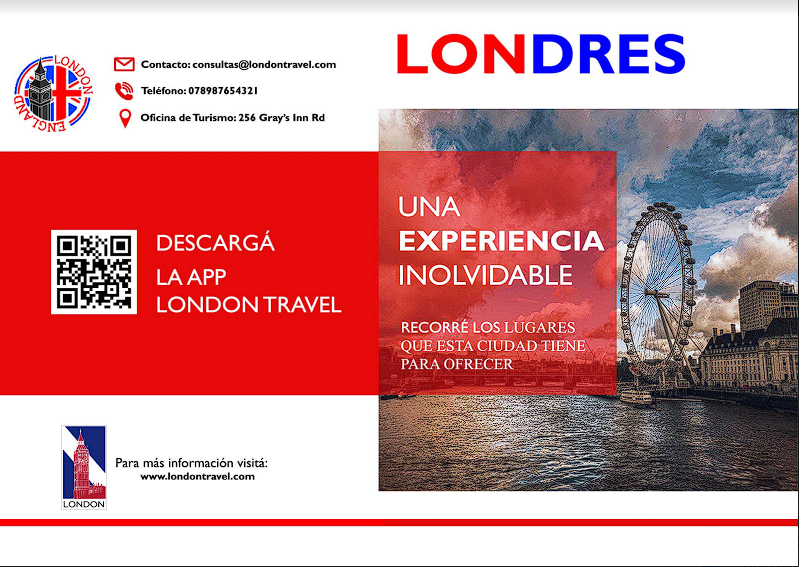 LONDON
ENGLAND
Contacto: consultas@londontravel.com
Teléfono: 078987654321
Oficina de Turismo: 256 Gray's Inn Rd
DESCARGÁ
LA APP
LONDON TRAVEL
LONDON
Para más información visitá:
www.londontravel.com
LONDRES
UNA
EXPERIENCIA
INOLVIDABLE
RECORRÉ LOS LUGARES
QUE ESTA CIUDAD TIENE
PARA OFRECER